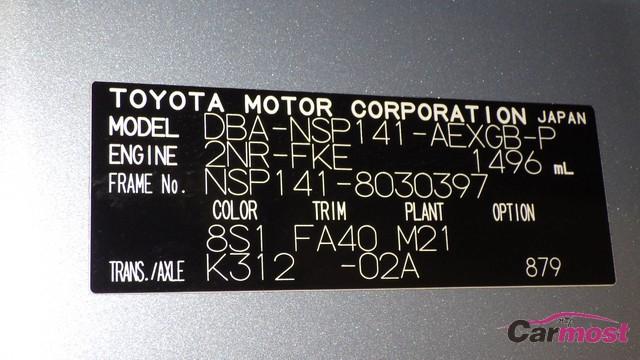 TOYOTA MOTOR CORPORATION JAPAN
MODEL DBA-NSP141-AEXGB-P
ENGINE 2NR-FKE 1496 mL
FRAME No. NSP141-8030397
COLOR TRIM PLANT OPTION
8S1 FA40 M21
TRANS./AXLE K312 -02A 879
Carmost